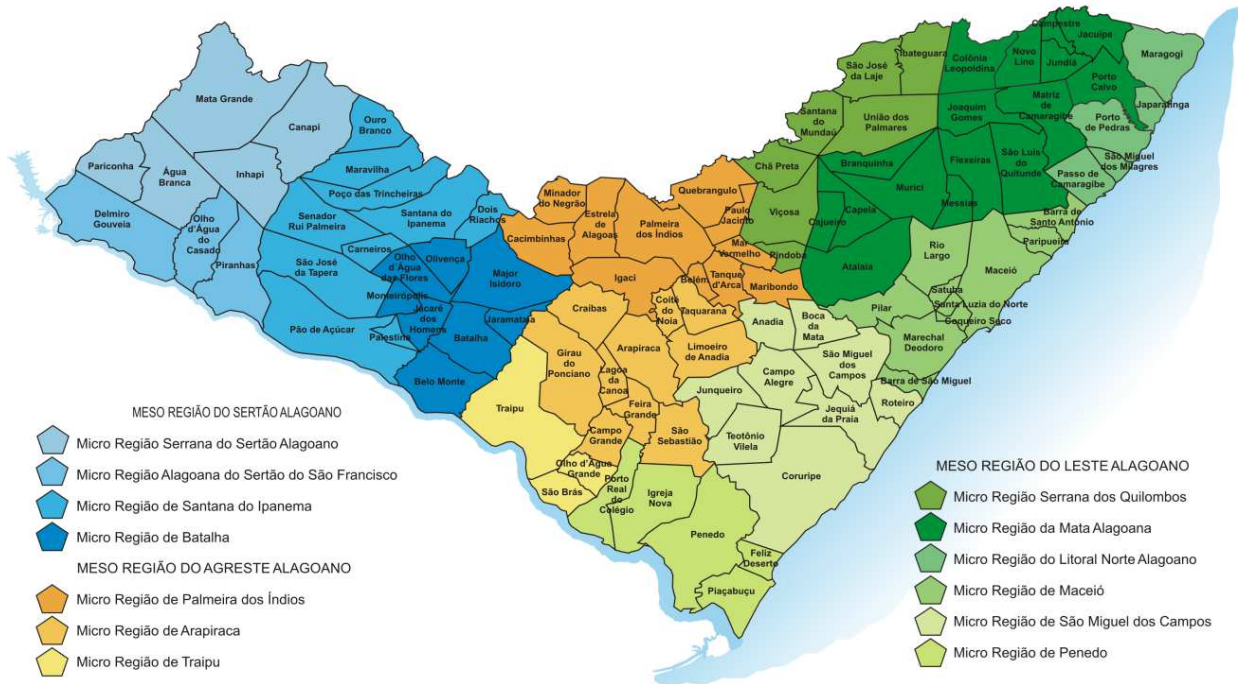 Mata Grande
Canapi
Ouro
Branco
Pariconha
Água
Branca
Inhapi
Maravilha
Poço das Trincheiras
Delmiro
Gouveia
Olho
d'Água
do
Casado
Piranhas
Senador
Rui Palmeira
Santana do
Ipanema
Dois
Riachos
São José
da Tapera
Carneiros
Olho
d'Água
das Flores
Olivença
Major
Isidoro
Monteirópolis
Jacaré
dos
Homens
Pão de Açúcar
Palestina
Batalha
Jaramataia
Belo Monte
Minador
do Negrão
Cacimbinhas
Estrela
de
Alagoas
Palmeira
dos Índios
Quebrangulo
Paulo
Jacinto
Mar
Vermelho
Igaci
Belém
Tanque
d'Arca
Maribondo
Craíbas
Coité
do
Noia
Taquarana
Girau
do
Ponciano
Arapiraca
Limoeiro
de Anadia
Lagoa
da
Canoa
Feira
Grande
Campo
Grande
São
Sebastião
Traipu
Olho d'Água
Grande
São Brás
Porto
Real do
Colégio
Igreja
Nova
Penedo
Feliz
Deserto
Piaçabuçu
São José
da Laje
Ibateguara
Santana
do
Mundaú
União dos
Palmares
Chã Preta
Viçosa
Pindoba
Colônia
Leopoldina
Novo
Lino
Campestre
Jacuípe
Jundiá
Porto
Calvo
Maragogi
Japaratinga
Joaquim
Gomes
Matriz
de
Camaragibe
Porto
de Pedras
São Miguel
dos Milagres
Passo de
Camaragibe
Branquinha
Murici
Flexeiras
São Luís
do
Quitunde
Messias
Cajueiro
Capela
Atalaia
Barra de
Santo Antônio
Paripueira
Rio
Largo
Maceió
Satuba
Santa Luzia do Norte
Coqueiro Seco
Pilar
Marechal
Deodoro
Barra de São Miguel
Anadia
Boca
da
Mata
São Miguel
dos
Campos
Campo
Alegre
Roteiro
Junqueiro
Jequiá
da Praia
Teotônio
Vilela
Coruripe
MESO REGIÃO DO SERTÃO ALAGOANO
Micro Região Serrana do Sertão Alagoano
Micro Região Alagoana do Sertão do São Francisco
Micro Região de Santana do Ipanema
Micro Região de Batalha
MESO REGIÃO DO AGRESTE ALAGOANO
Micro Região de Palmeira dos Índios
Micro Região de Arapiraca
Micro Região de Traipu
MESO REGIÃO DO LESTE ALAGOANO
Micro Região Serrana dos Quilombos
Micro Região da Mata Alagoana
Micro Região do Litoral Norte Alagoano
Micro Região de Maceió
Micro Região de São Miguel dos Campos
Micro Região de Penedo